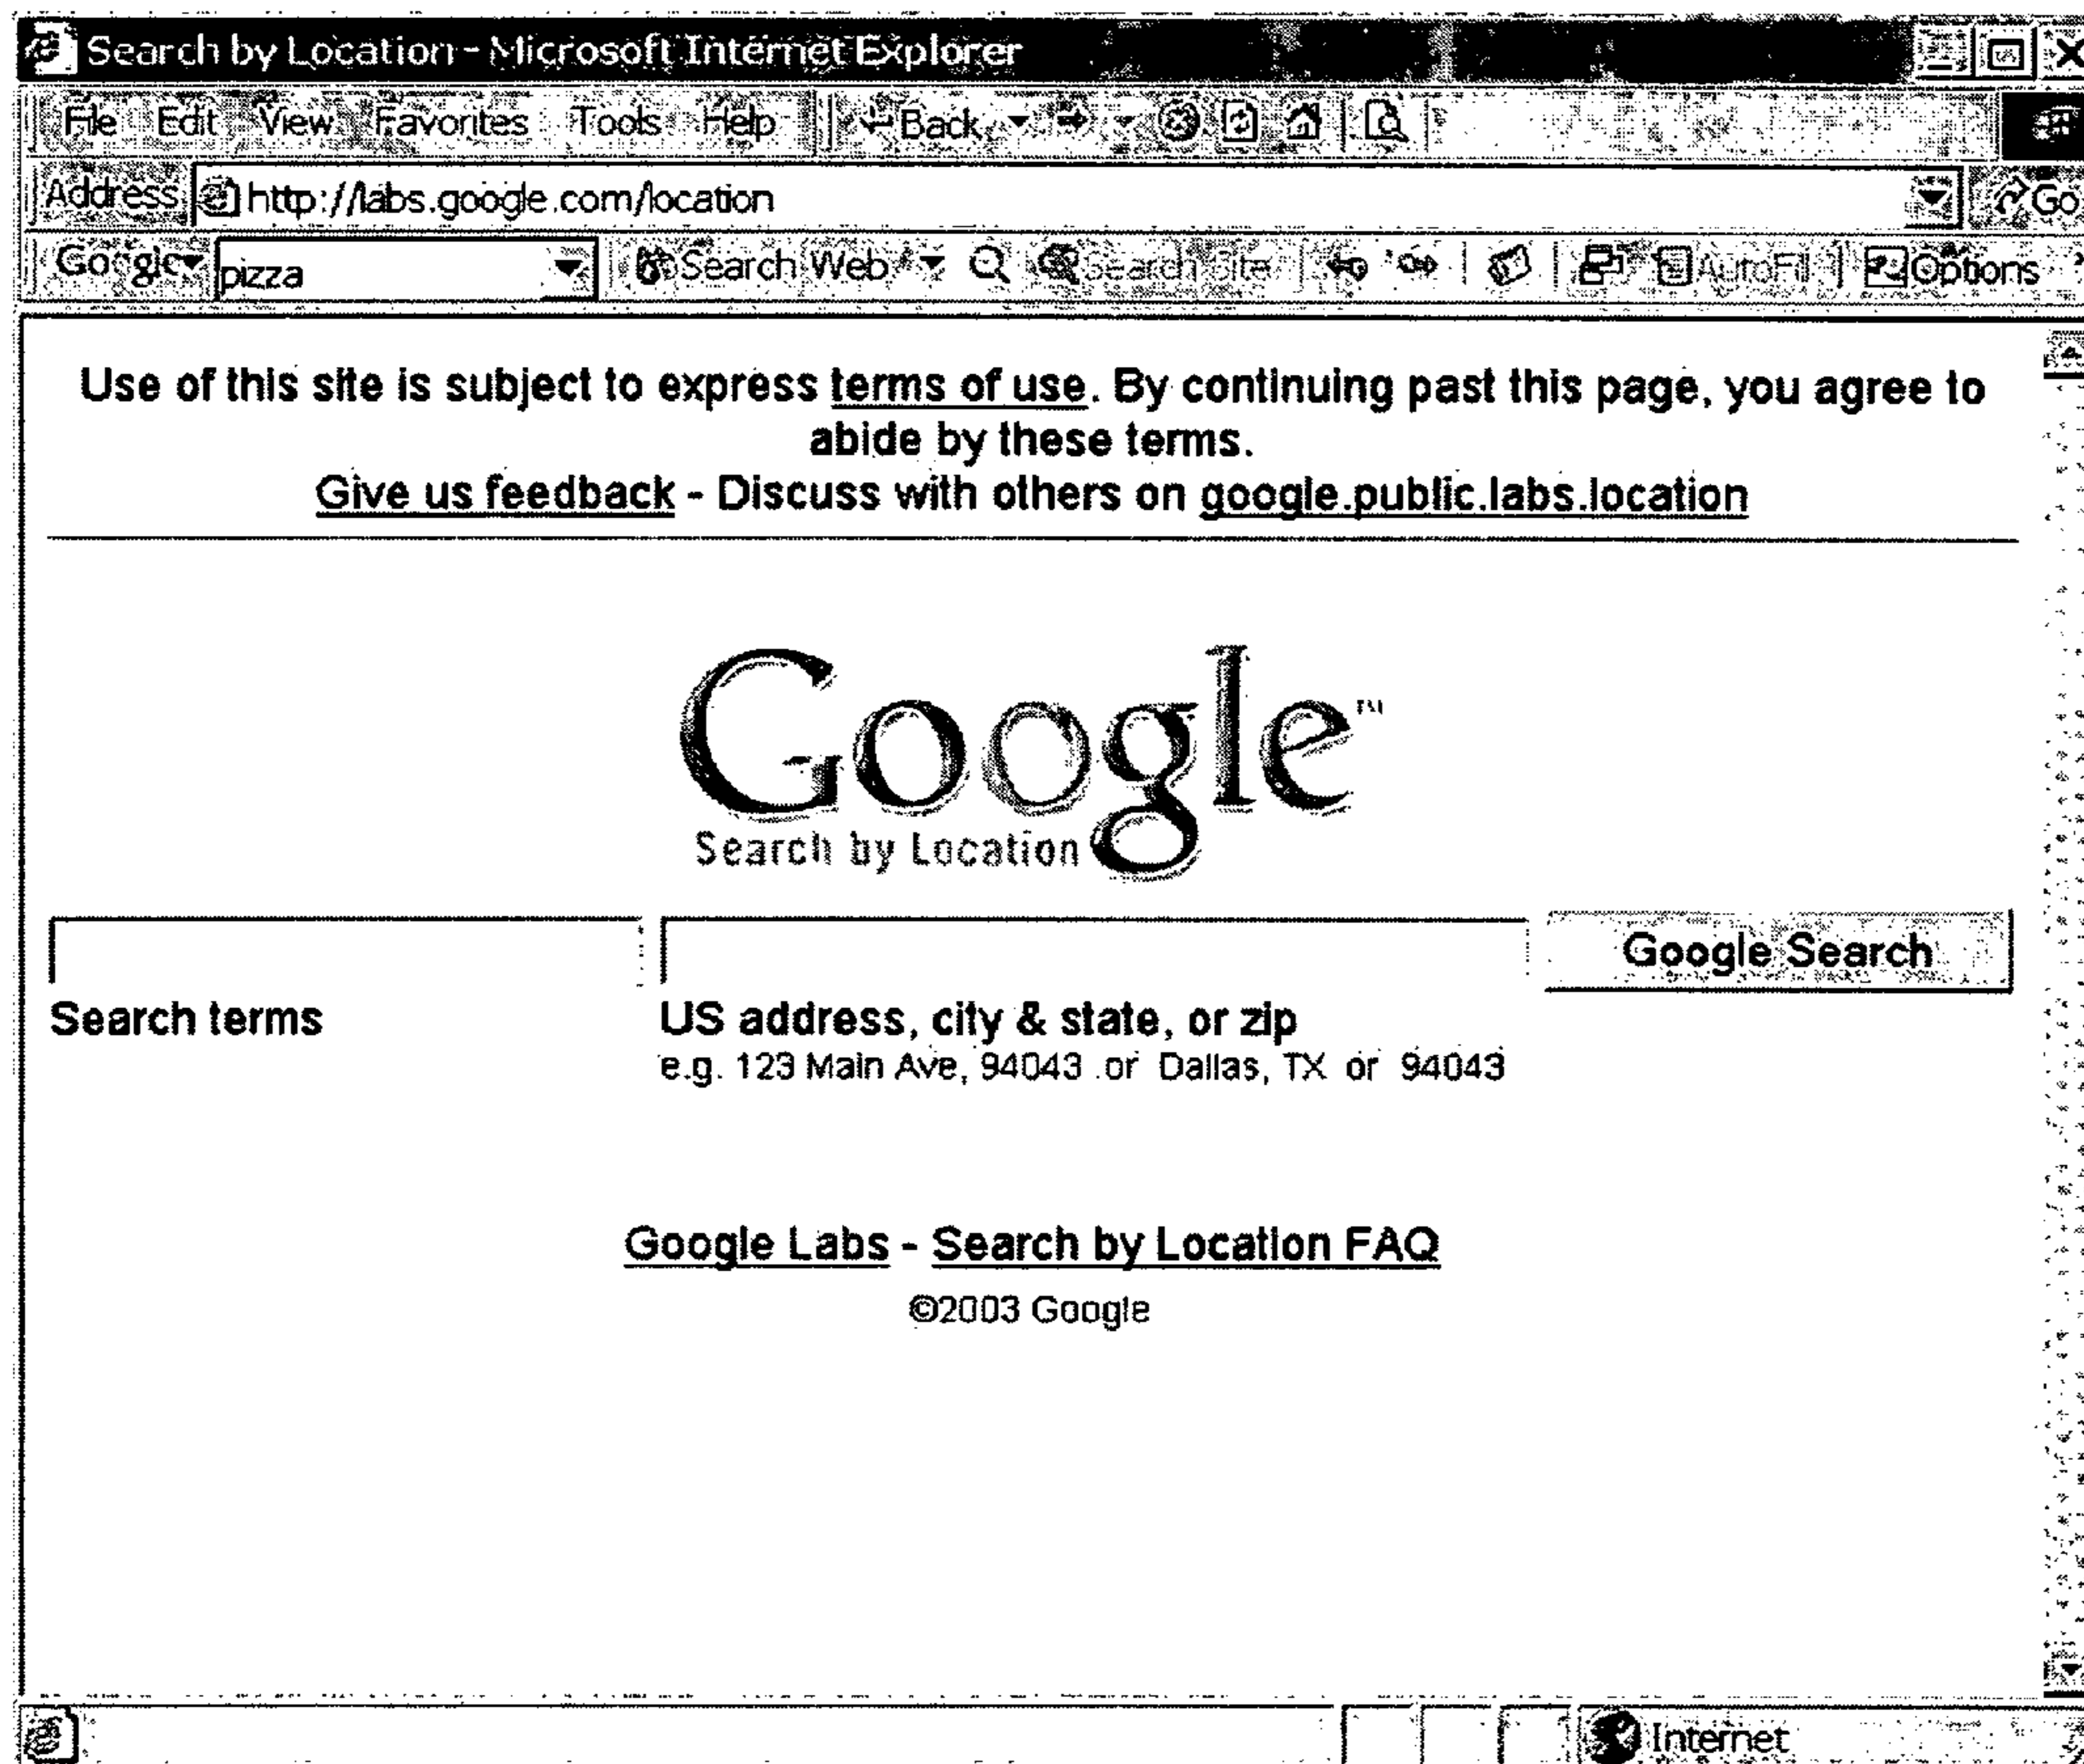 Search by Location - Microsoft Internet Explorer
File Edit View Favorites Tools Help Back
Address http://labs.google.com/location Go
Google pizza Search Web Search Site AutoFill Options
Use of this site is subject to express terms of use. By continuing past this page, you agree to
abide by these terms.
Give us feedback - Discuss with others on google.public.labs.location
Google™
Search by Location
Google Search
Search terms US address, city & state, or zip
e.g. 123 Main Ave, 94043 or Dallas, TX or 94043
Google Labs - Search by Location FAQ
©2003 Google
Internet